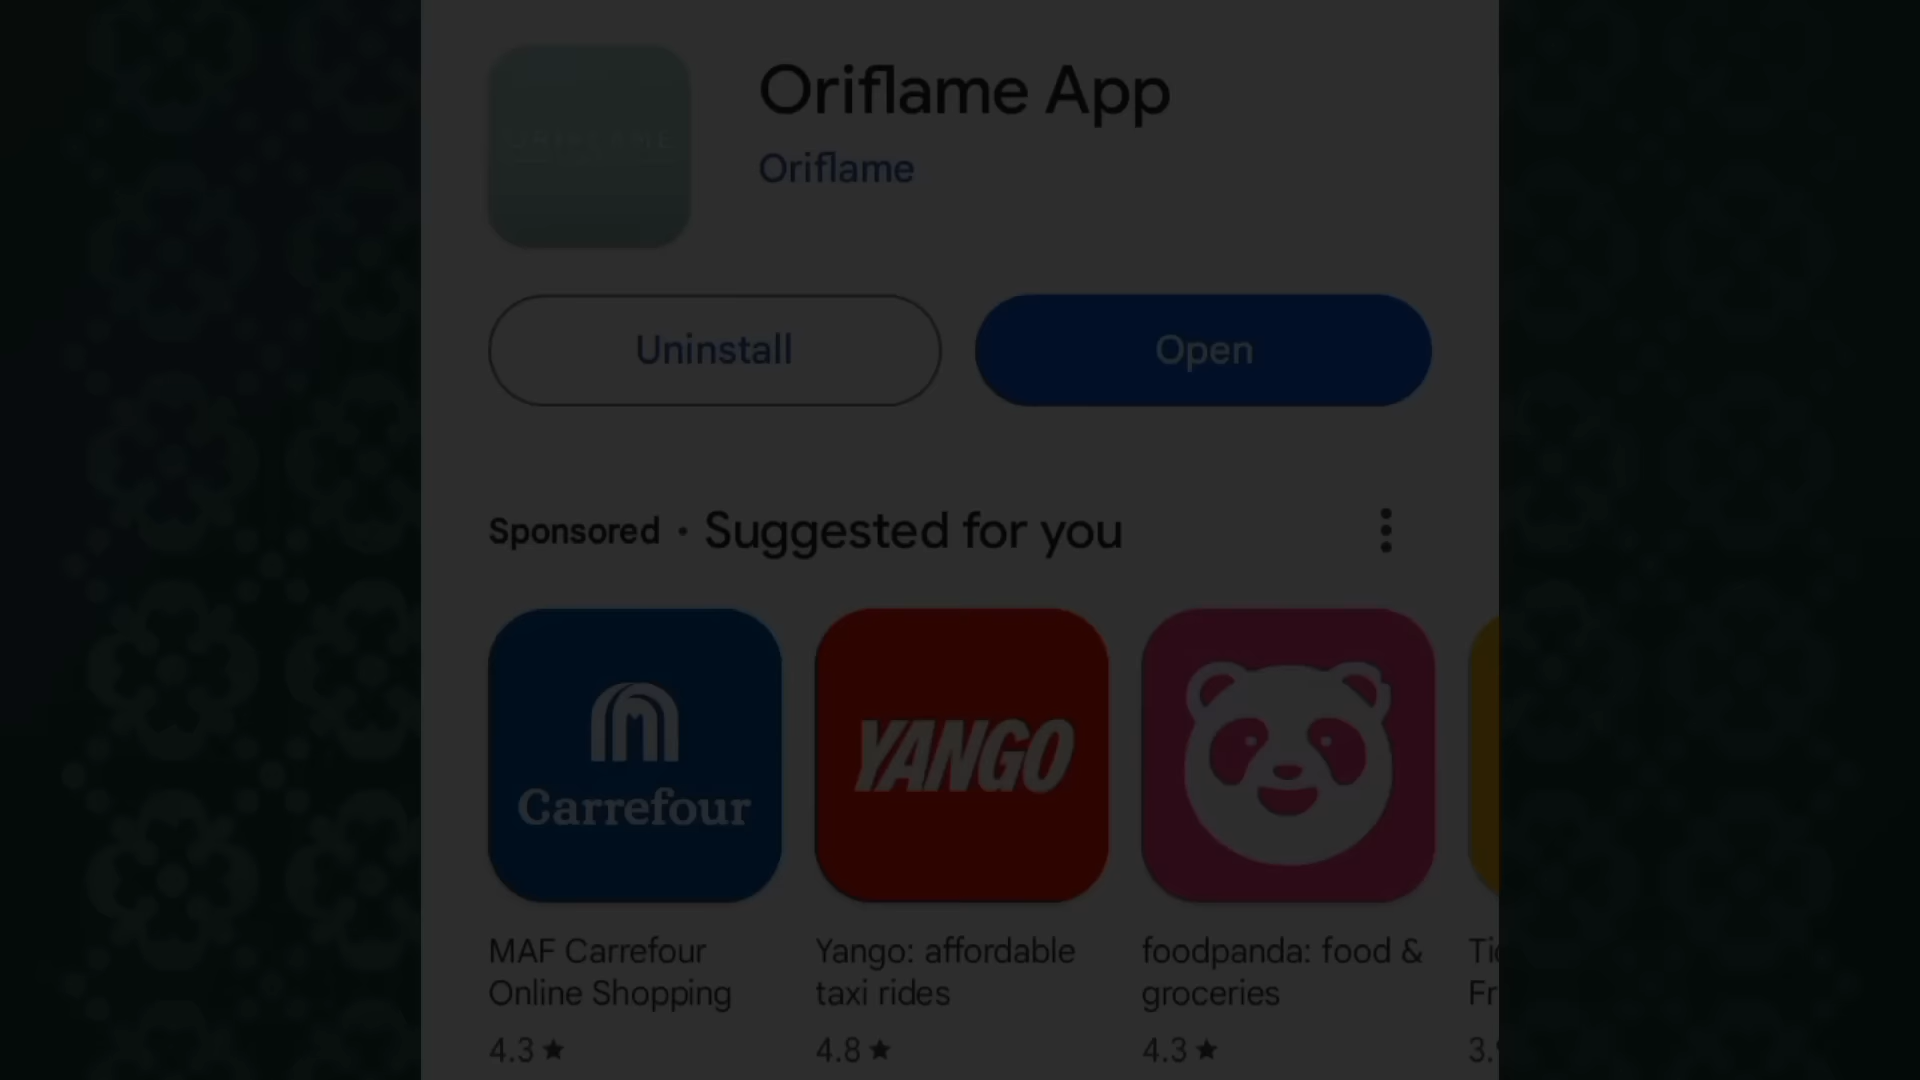 Oriflame App
ORIFLAME
Oriflame
Uninstall
Open
Sponsored · Suggested for you
Carrefour
YANGO
MAF Carrefour
Online Shopping
4.3 ★
Yango: affordable
taxi rides
4.8 ★
foodpanda: food &
groceries
4.3 ★